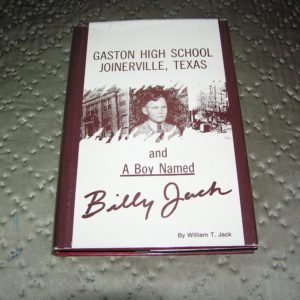 GASTON HIGH SCHOOL
JOINERVILLE, TEXAS
and
A Boy Named
Billy Jack
By William T. Jack